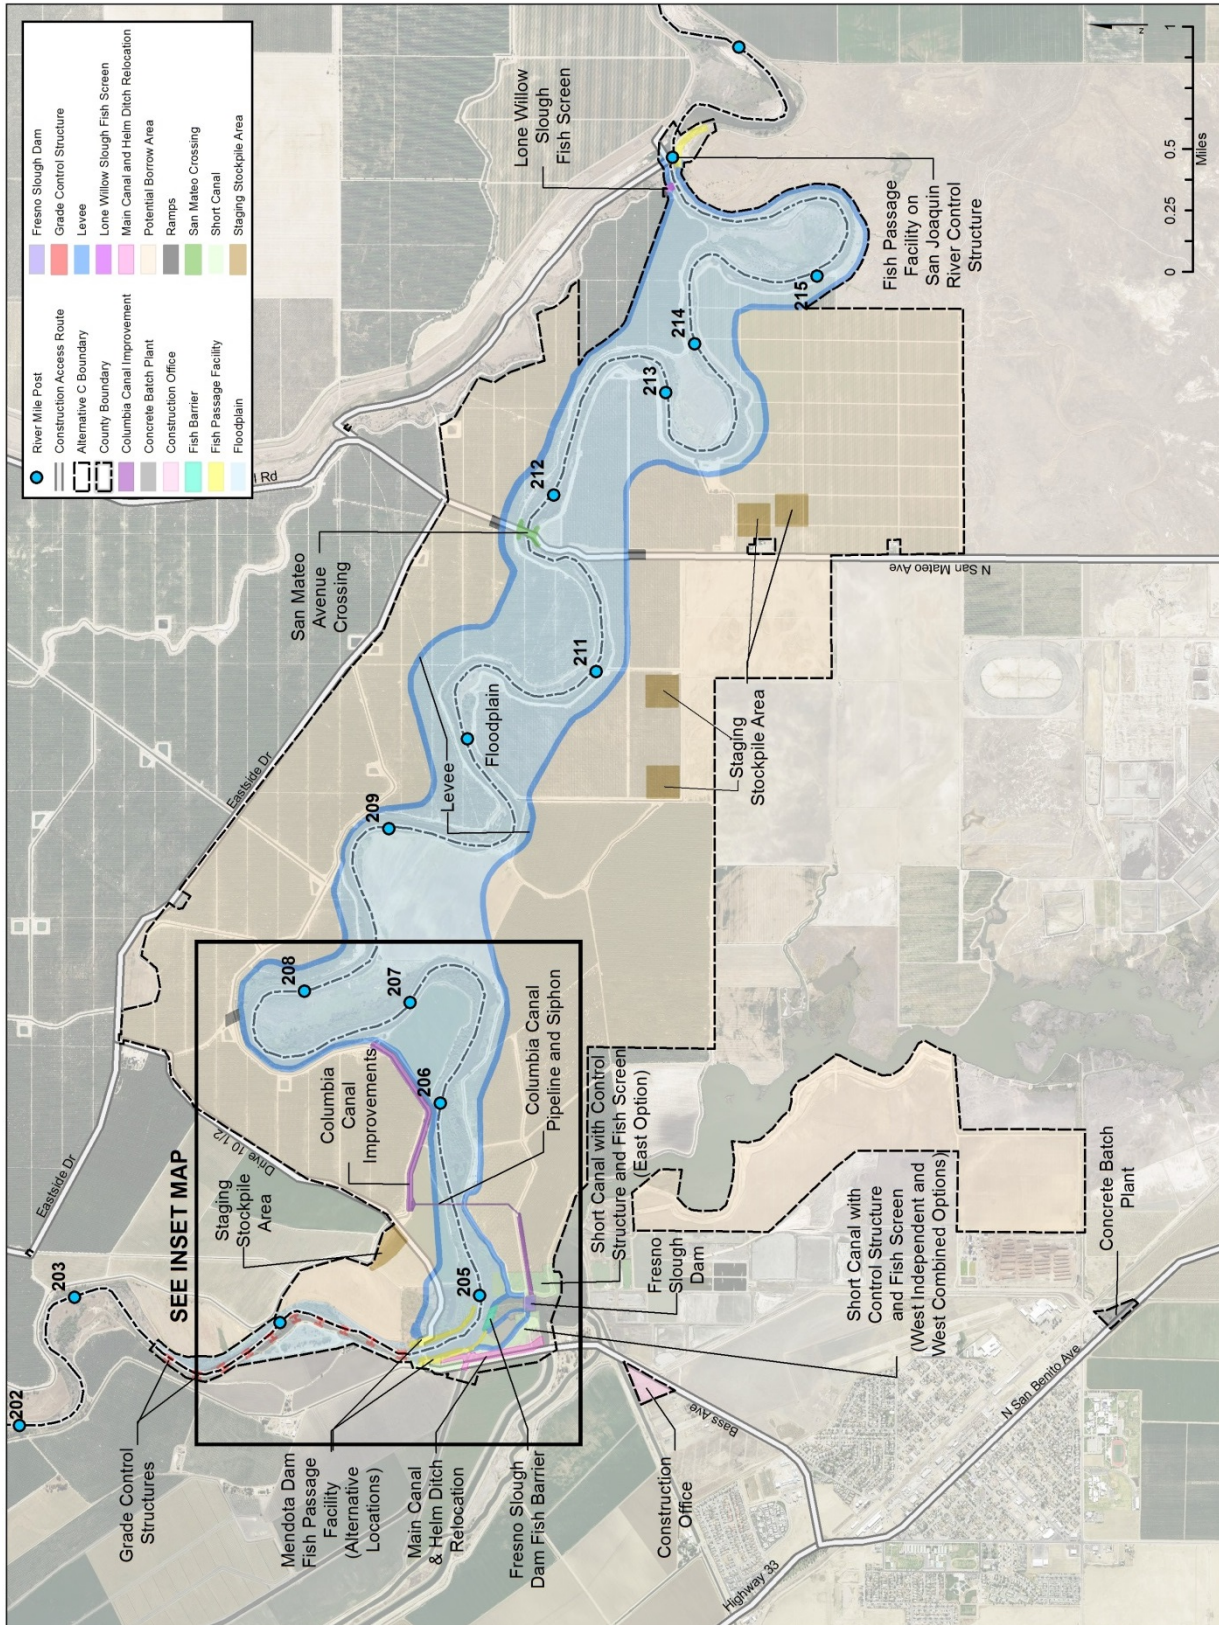 River Mile Post
Construction Access Route
Alternative C Boundary
County Boundary
Columbia Canal Improvement
Concrete Batch Plant
Construction Office
Fish Barrier
Fish Passage Facility
Floodplain
Fresno Slough Dam
Grade Control Structure
Levee
Lone Willow Slough Fish Screen
Main Canal and Helm Ditch Relocation
Potential Borrow Area
Ramps
San Mateo Crossing
Short Canal
Staging Stockpile Area
202
203
Eastside Dr
SEE INSET MAP
Grade Control
Structures
Staging
Stockpile
Area
Drive 10 1/2
Columbia
Canal
Improvements
208
207
206
205
209
Eastside Dr
Levee
Floodplain
211
San Mateo
Avenue
Crossing
l Rd
212
213
214
215
Lone Willow
Slough
Fish Screen
Fish Passage
Facility on
San Joaquin
River Control
Structure
Mendota Dam
Fish Passage
Facility
(Alternative
Locations)
Main Canal
& Helm Ditch
Relocation
Fresno Slough
Dam Fish Barrier
Columbia Canal
Pipeline and Siphon
Short Canal with Control
Structure and Fish Screen
(East Option)
Fresno
Slough
Dam
Short Canal with
Control Structure
and Fish Screen
(West Independent and
West Combined Options)
Staging
Stockpile Area
N San Mateo Ave
Construction
Office
Bass Ave
Highway 33
N San Benito Ave
Concrete Batch
Plant
N
0 0.25 0.5 1
Miles